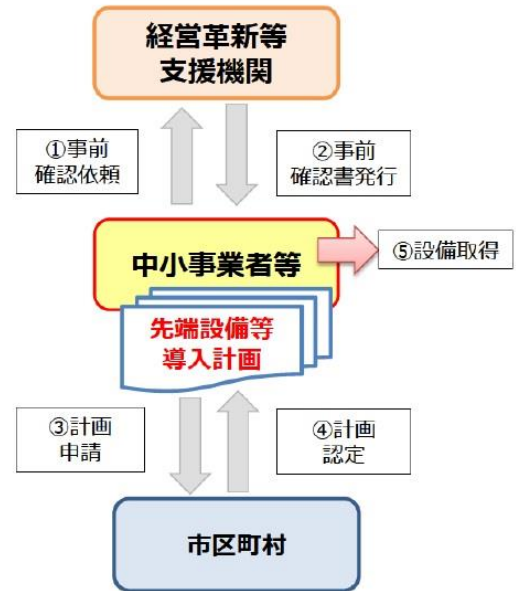 経営革新等
支援機関
①事前
確認依頼
②事前
確認書発行
中小事業者等
⑤設備取得
先端設備等
導入計画
③計画
申請
④計画
認定
市区町村